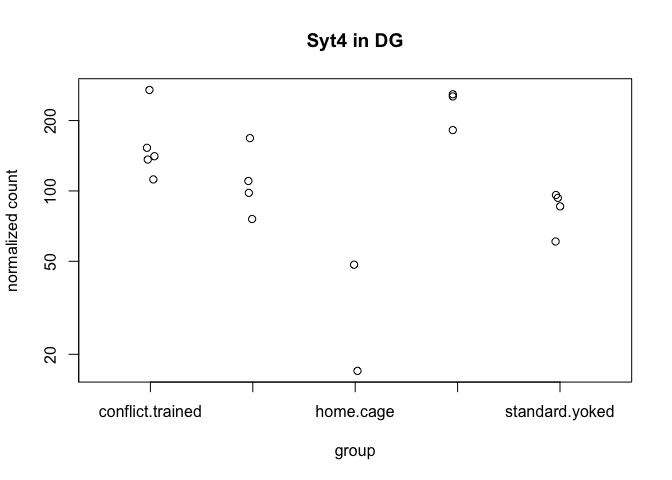 Syt4 in DG
normalized count
200
100
50
20
conflict.trained home.cage standard.yoked
group